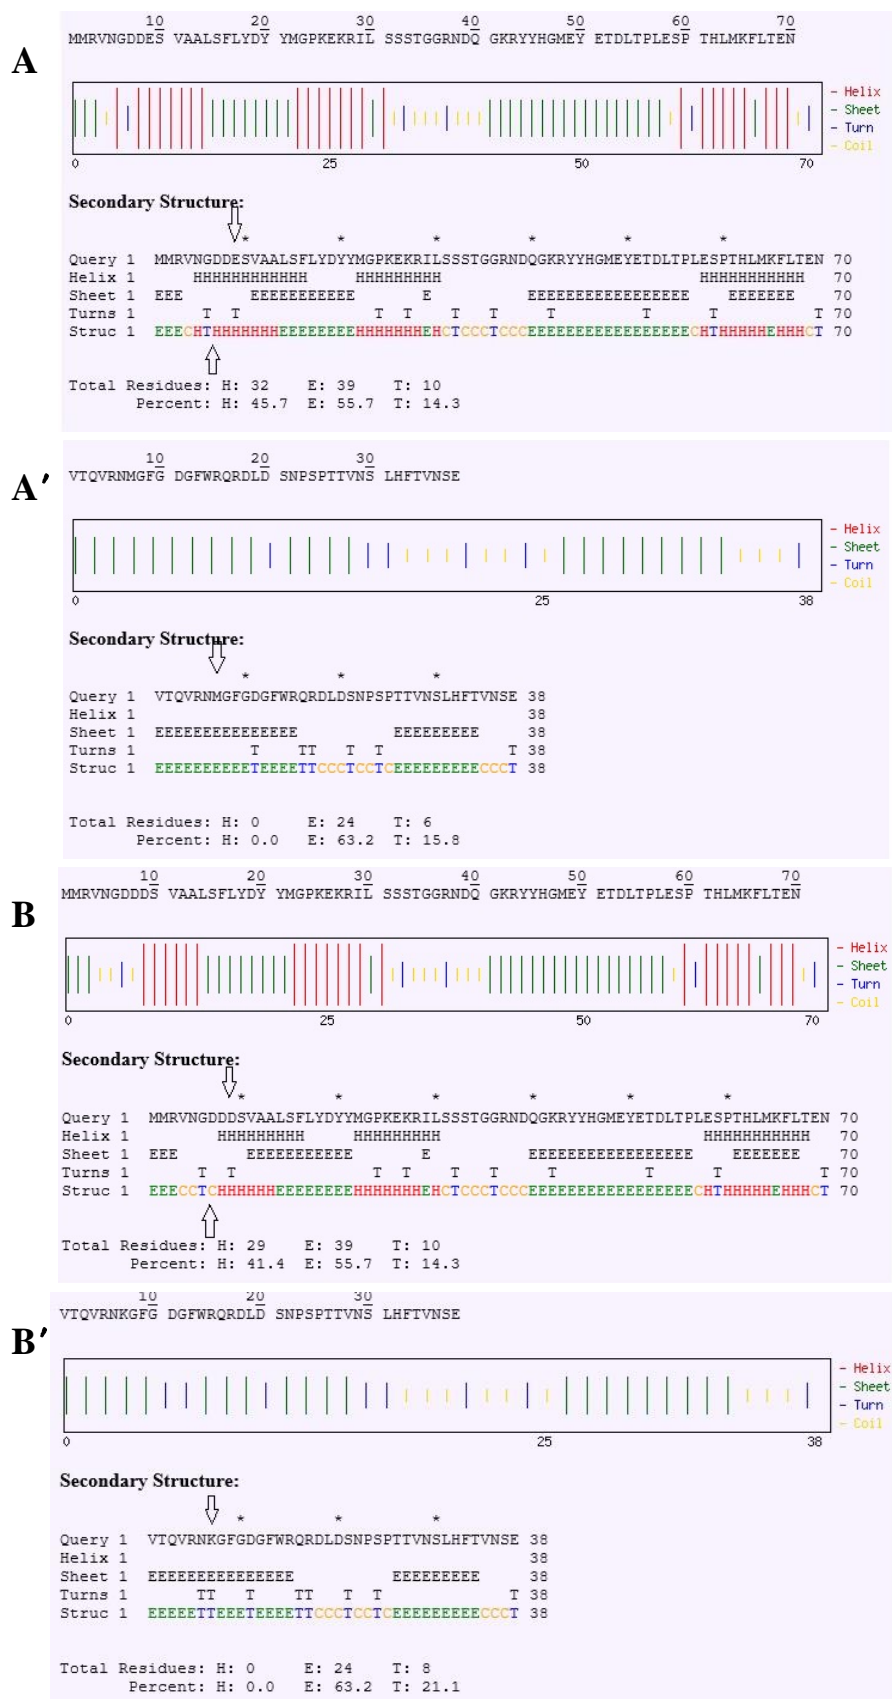 A
10 20 30 40 50 60 70
MMRVNGDDES VAALSFLYDY YMGPKEKRIL SSSTGGRNDQ GKRYYHGMEY ETDLTPLESP THLMKFLTEN
- Helix
- Sheet
- Turn
- Coil
0 25 50 70
Secondary Structure:
* * * * * *
Query 1 MMRVNGDDESVAALSFLYDYYMGPKEKRILSSSTGGRNDQGKRYYHGMEYETDLTPLESPTHLMKFLTEN 70
Helix 1 HHHHHHHHHHHH HHHHHHHHH HHHHHHHHHHH 70
Sheet 1 EEE EEEEEEEEEEE E EEEEEEEEEEEEEEEEE EEEEEEE 70
Turns 1 T T T T T T T T T T 70
Struc 1 EEECHTHHHHHHHEEEEEEEEHHHHHHHEHCTCCCTCCCEEEEEEEEEEEEEEEEECHTHHHHHEHHHCT 70
Total Residues: H: 32 E: 39 T: 10
Percent: H: 45.7 E: 55.7 T: 14.3
A′
10 20 30
VTQVRNMGFG DGFWRQRDLD SNPSPTTVNS LHFTVNSE
- Helix
- Sheet
- Turn
- Coil
0 25 38
Secondary Structure:
* * *
Query 1 VTQVRNMGFGDGFWRQRDLDSNPSPTTVNSLHFTVNSE 38
Helix 1 38
Sheet 1 EEEEEEEEEEEEEEE EEEEEEEEE 38
Turns 1 T TT T T T 38
Struc 1 EEEEEEEEEETEEEETTCCCTCCTCEEEEEEEEECCCT 38
Total Residues: H: 0 E: 24 T: 6
Percent: H: 0.0 E: 63.2 T: 15.8
B
10 20 30 40 50 60 70
MMRVNGDDDS VAALSFLYDY YMGPKEKRIL SSSTGGRNDQ GKRYYHGMEY ETDLTPLESP THLMKFLTEN
- Helix
- Sheet
- Turn
- Coil
0 25 50 70
Secondary Structure:
* * * * * *
Query 1 MMRVNGDDDSVAALSFLYDYYMGPKEKRILSSSTGGRNDQGKRYYHGMEYETDLTPLESPTHLMKFLTEN 70
Helix 1 HHHHHHHHH HHHHHHHHH HHHHHHHHHHH 70
Sheet 1 EEE EEEEEEEEEEE E EEEEEEEEEEEEEEEEE EEEEEEE 70
Turns 1 T T T T T T T T T T 70
Struc 1 EEECCTCHHHHHHEEEEEEEEHHHHHHHEHCTCCCTCCCEEEEEEEEEEEEEEEEECHTHHHHHEHHHCT 70
Total Residues: H: 29 E: 39 T: 10
Percent: H: 41.4 E: 55.7 T: 14.3
B′
10 20 30
VTQVRNKGFG DGFWRQRDLD SNPSPTTVNS LHFTVNSE
- Helix
- Sheet
- Turn
- Coil
0 25 38
Secondary Structure:
* * *
Query 1 VTQVRNKGFGDGFWRQRDLDSNPSPTTVNSLHFTVNSE 38
Helix 1 38
Sheet 1 EEEEEEEEEEEEEEE EEEEEEEEE 38
Turns 1 TT T TT T T T 38
Struc 1 EEEEETTEEETEEEETTCCCTCCTCEEEEEEEEECCCT 38
Total Residues: H: 0 E: 24 T: 8
Percent: H: 0.0 E: 63.2 T: 21.1